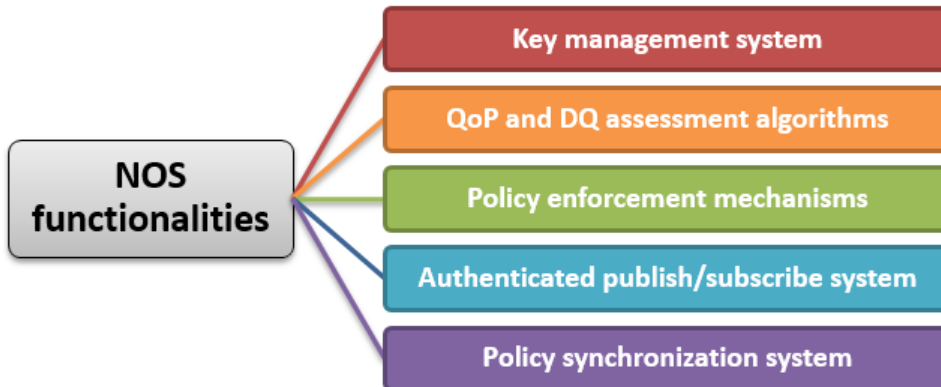 NOS
functionalities
Key management system
QoP and DQ assessment algorithms
Policy enforcement mechanisms
Authenticated publish/subscribe system
Policy synchronization system